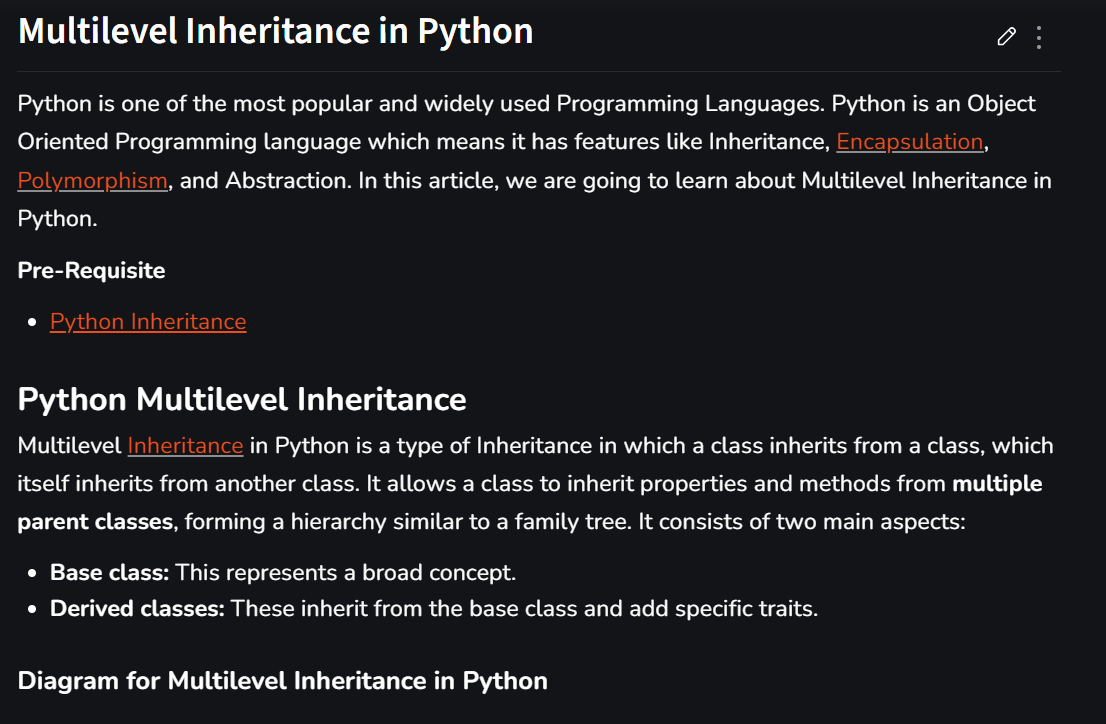 Multilevel Inheritance in Python
Python is one of the most popular and widely used Programming Languages. Python is an Object
Oriented Programming language which means it has features like Inheritance, Encapsulation,
Polymorphism, and Abstraction. In this article, we are going to learn about Multilevel Inheritance in
Python.
Pre-Requisite
• Python Inheritance
Python Multilevel Inheritance
Multilevel Inheritance in Python is a type of Inheritance in which a class inherits from a class, which
itself inherits from another class. It allows a class to inherit properties and methods from multiple
parent classes, forming a hierarchy similar to a family tree. It consists of two main aspects:
• Base class: This represents a broad concept.
• Derived classes: These inherit from the base class and add specific traits.
Diagram for Multilevel Inheritance in Python